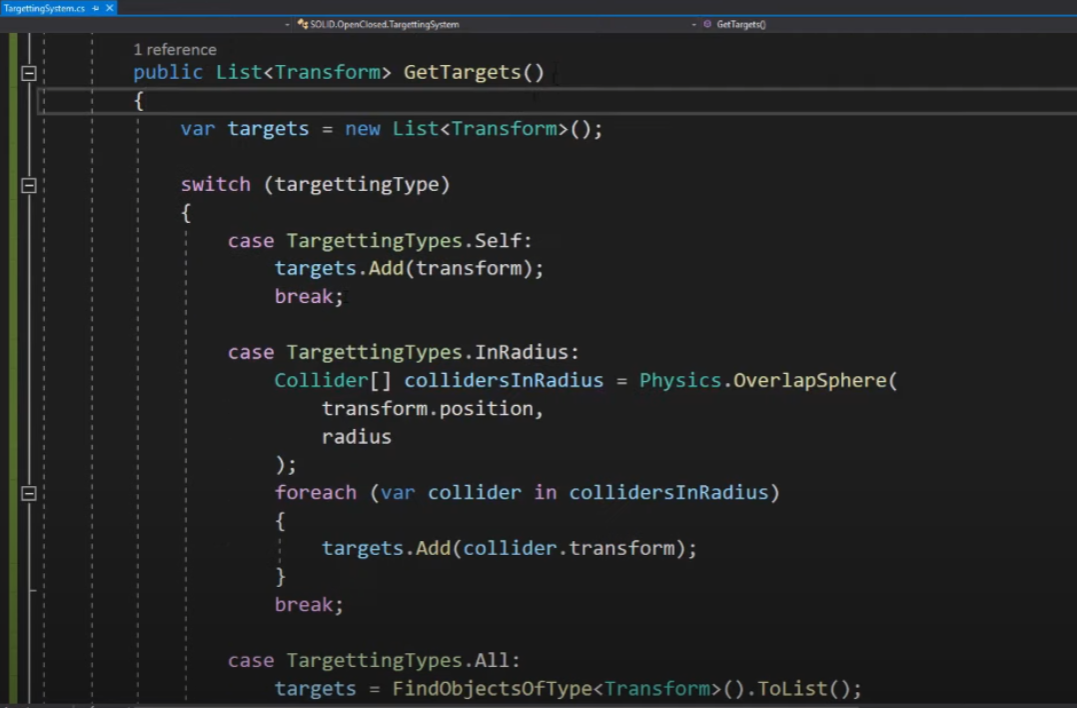 TargettingSystem.cs
SOLID.OpenClosed.TargettingSystem
GetTargets()
1 reference
public List<Transform> GetTargets()
{
var targets = new List<Transform>();
switch (targettingType)
{
case TargettingTypes.Self:
targets.Add(transform);
break;
case TargettingTypes.InRadius:
Collider[] collidersInRadius = Physics.OverlapSphere(
transform.position,
radius
);
foreach (var collider in collidersInRadius)
{
targets.Add(collider.transform);
}
break;
case TargettingTypes.All:
targets = FindObjectsOfType<Transform>().ToList();